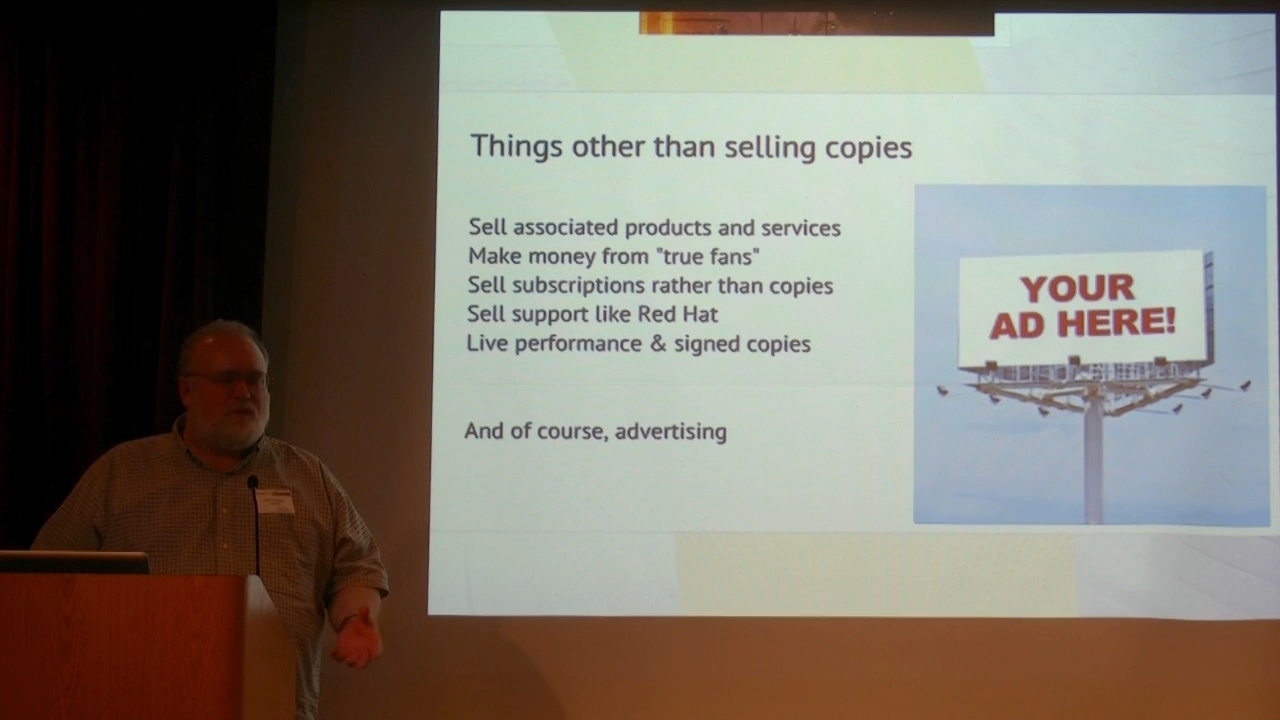 Things other than selling copies
Sell associated products and services
Make money from "true fans"
Sell subscriptions rather than copies
Sell support like Red Hat
Live performance & signed copies
And of course, advertising
YOUR
AD HERE!